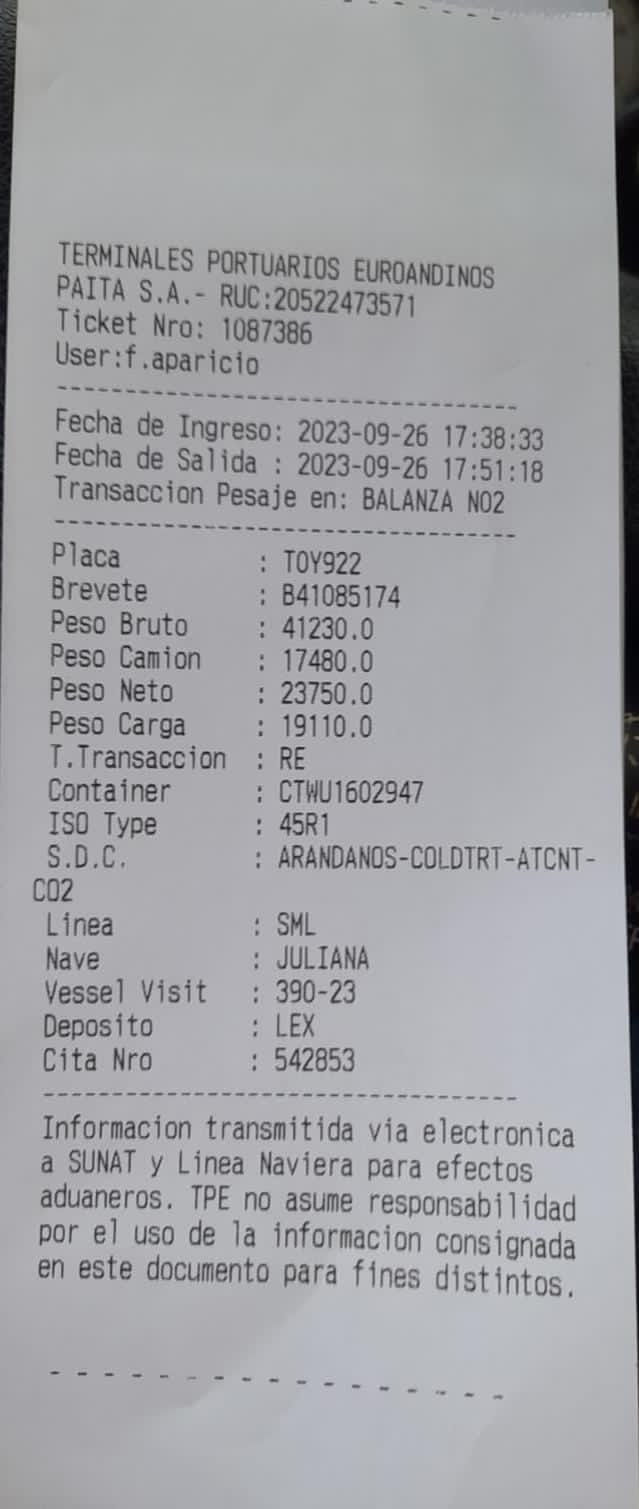 TERMINALES PORTUARIOS EUROANDINOS
PAITA S.A.- RUC:20522473571
Ticket Nro: 1087386
User:f.aparicio
---------------------------------
Fecha de Ingreso: 2023-09-26 17:38:33
Fecha de Salida : 2023-09-26 17:51:18
Transaccion Pesaje en: BALANZA NO2
---------------------------------
Placa : TOY922
Brevete : B41085174
Peso Bruto : 41230.0
Peso Camion : 17480.0
Peso Neto : 23750.0
Peso Carga : 19110.0
T.Transaccion : RE
Container : CTWU1602947
ISO Type : 45R1
S.D.C. : ARANDANOS-COLDTRT-ATCNT-
CO2
Linea : SML
Nave : JULIANA
Vessel Visit : 390-23
Deposito : LEX
Cita Nro : 542853
---------------------------------
Informacion transmitida via electronica
a SUNAT y Linea Naviera para efectos
aduaneros. TPE no asume responsabilidad
por el uso de la informacion consignada
en este documento para fines distintos.
- - - - - - - - - - - - - - - - -